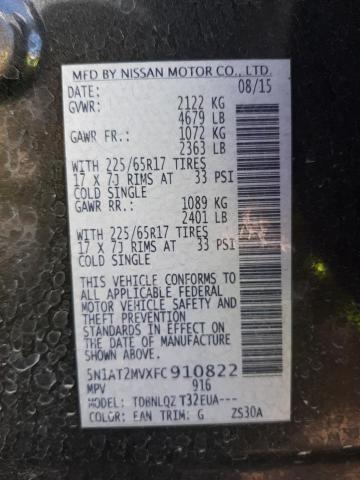 MFD BY NISSAN MOTOR CO., LTD.
DATE: 08/15
GVWR: 2122 KG
4679 LB
GAWR FR.: 1072 KG
2363 LB
WITH 225/65R17 TIRES
17 X 7J RIMS AT 33 PSI
COLD SINGLE
GAWR RR.: 1089 KG
2401 LB
WITH 225/65R17 TIRES
17 X 7J RIMS AT 33 PSI
COLD SINGLE
THIS VEHICLE CONFORMS TO
ALL APPLICABLE FEDERAL
MOTOR VEHICLE SAFETY AND
THEFT PREVENTION
STANDARDS IN EFFECT ON
THE DATE OF MANUFACTURE
SHOWN ABOVE.
5N1AT2MVXFC910822
MPV 916
MODEL: TDBNLQZ T32EUA---
COLOR: EAN TRIM: G ZS30A